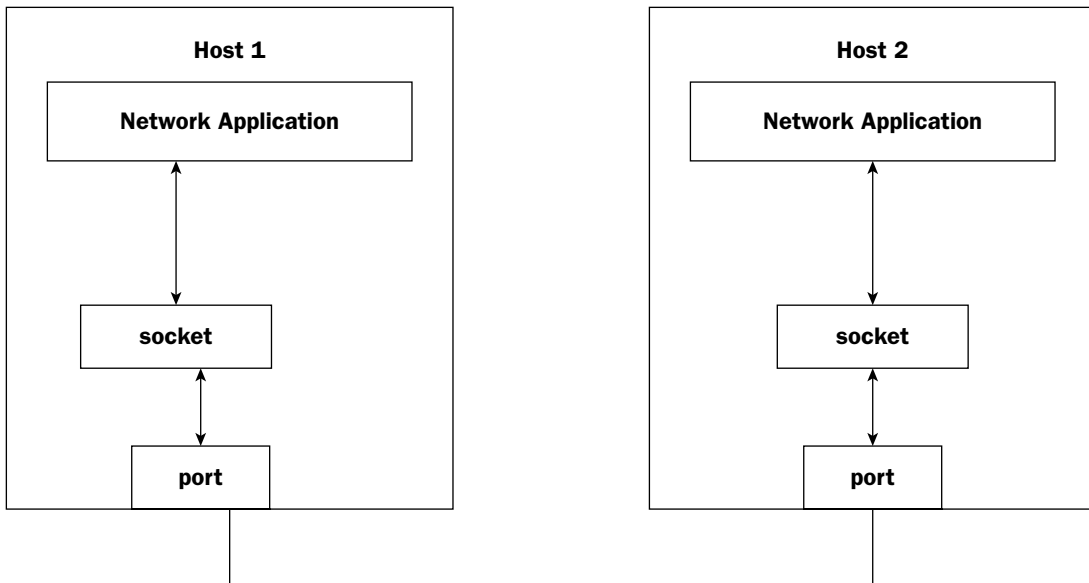 Host 1
Network Application
socket
port
Host 2
Network Application
socket
port